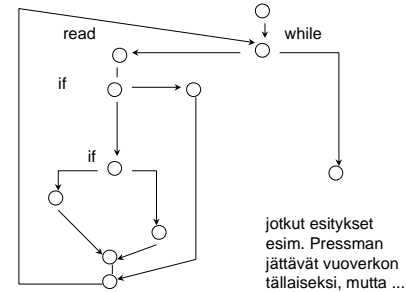 read
while
if
if
jotkut esitykset
esim. Pressman
jättävät vuoverkon
tällaiseksi, mutta ...